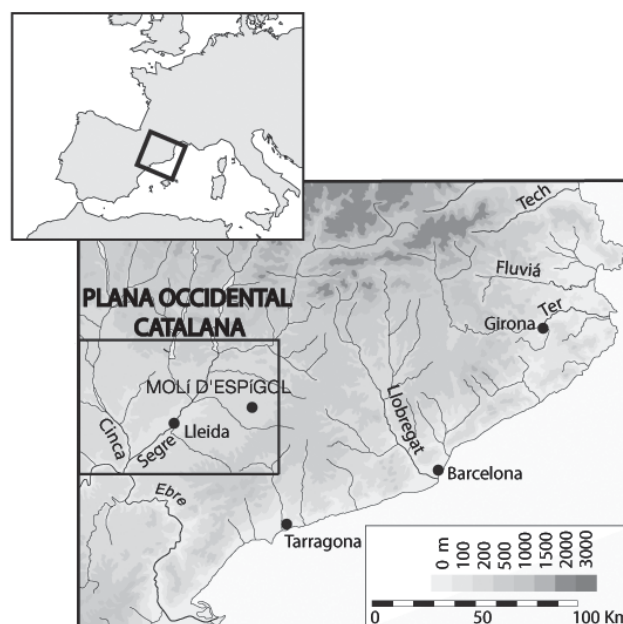 Tech
Fluviá
PLANA OCCIDENTAL
CATALANA
Ter
Girona
MOLÍ D'ESPÍGOL
Llobregat
Cinca
Segre
Lleida
Barcelona
Ebre
Tarragona
0 m
100
200
500
1000
1500
2000
3000
0
50
100 Km